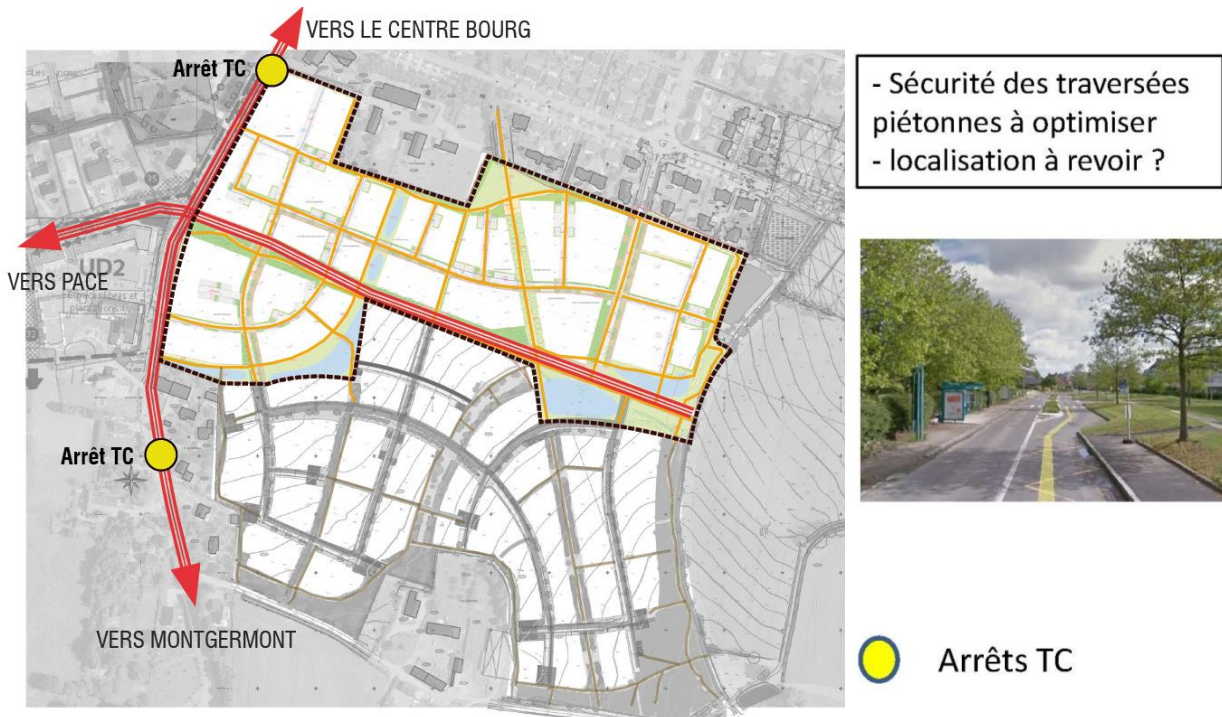 VERS LE CENTRE BOURG
Arrêt TC
VERS PACE
UD2
Arrêt TC
VERS MONTGERMONT
- Sécurité des traversées
piétonnes à optimiser
- localisation à revoir ?
Arrêts TC